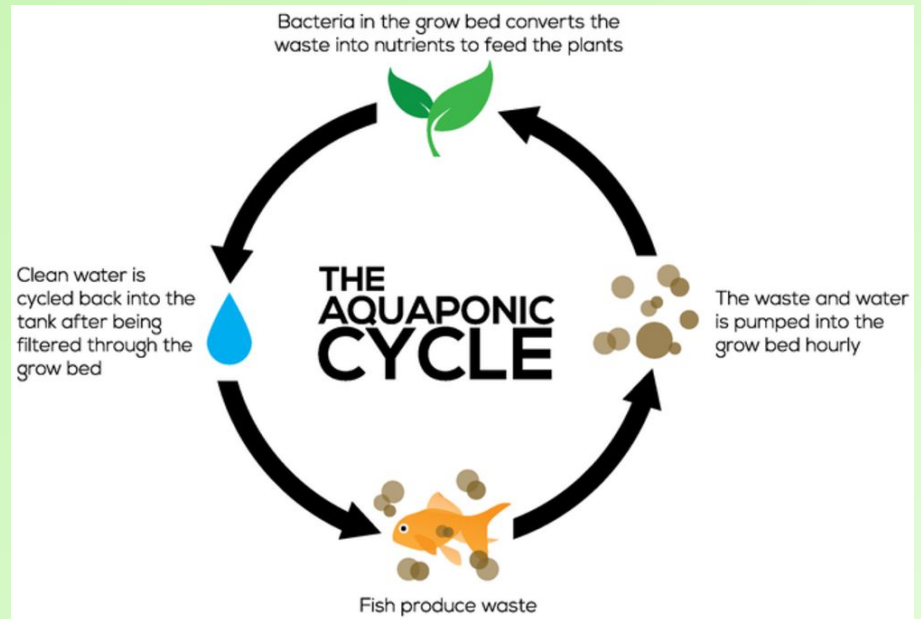 Bacteria in the grow bed converts the
waste into nutrients to feed the plants
Clean water is
cycled back into the
tank after being
filtered through the
grow bed
THE
AQUAPONIC
CYCLE
The waste and water
is pumped into the
grow bed hourly
Fish produce waste